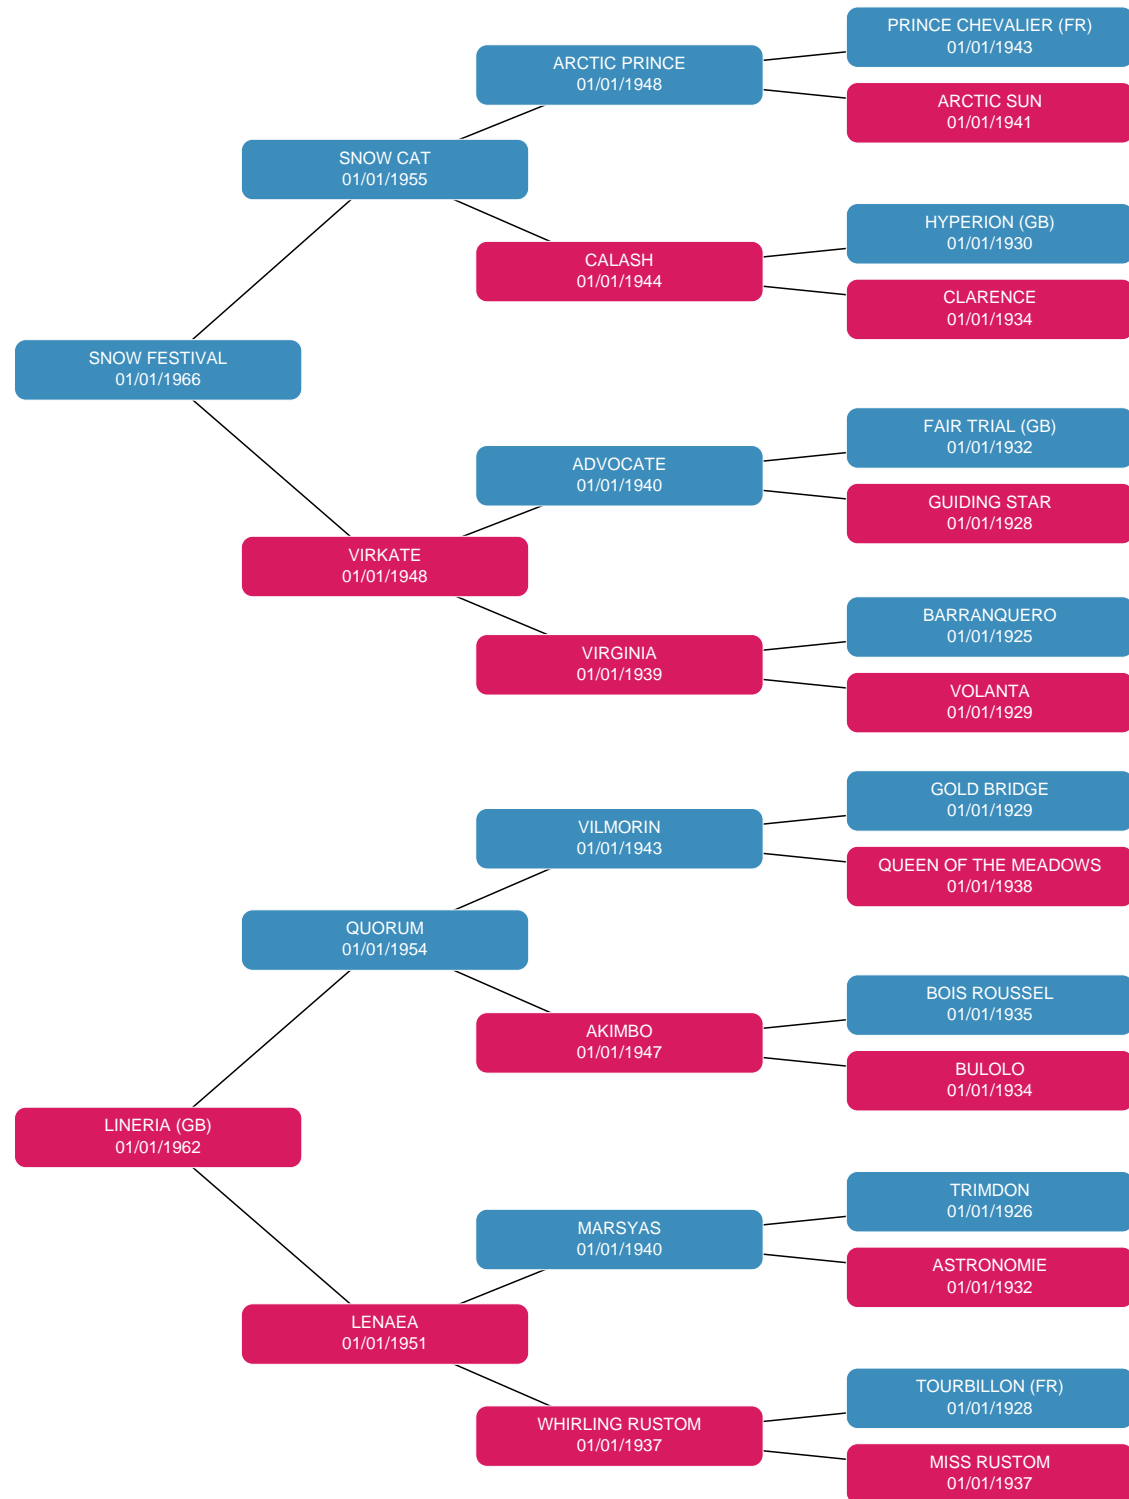 PRINCE CHEVALIER (FR)
01/01/1943
ARCTIC PRINCE
01/01/1948
ARCTIC SUN
01/01/1941
SNOW CAT
01/01/1955
HYPERION (GB)
01/01/1930
CALASH
01/01/1944
CLARENCE
01/01/1934
SNOW FESTIVAL
01/01/1966
FAIR TRIAL (GB)
01/01/1932
ADVOCATE
01/01/1940
GUIDING STAR
01/01/1928
VIRKATE
01/01/1948
BARRANQUERO
01/01/1925
VIRGINIA
01/01/1939
VOLANTA
01/01/1929
GOLD BRIDGE
01/01/1929
VILMORIN
01/01/1943
QUEEN OF THE MEADOWS
01/01/1938
QUORUM
01/01/1954
BOIS ROUSSEL
01/01/1935
AKIMBO
01/01/1947
BULOLO
01/01/1934
LINERIA (GB)
01/01/1962
TRIMDON
01/01/1926
MARSYAS
01/01/1940
ASTRONOMIE
01/01/1932
LENAEA
01/01/1951
TOURBILLON (FR)
01/01/1928
WHIRLING RUSTOM
01/01/1937
MISS RUSTOM
01/01/1937